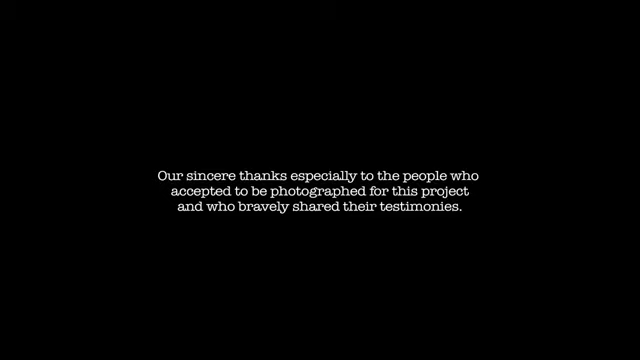 Our sincere thanks especially to the people who
accepted to be photographed for this project
and who bravely shared their testimonies.